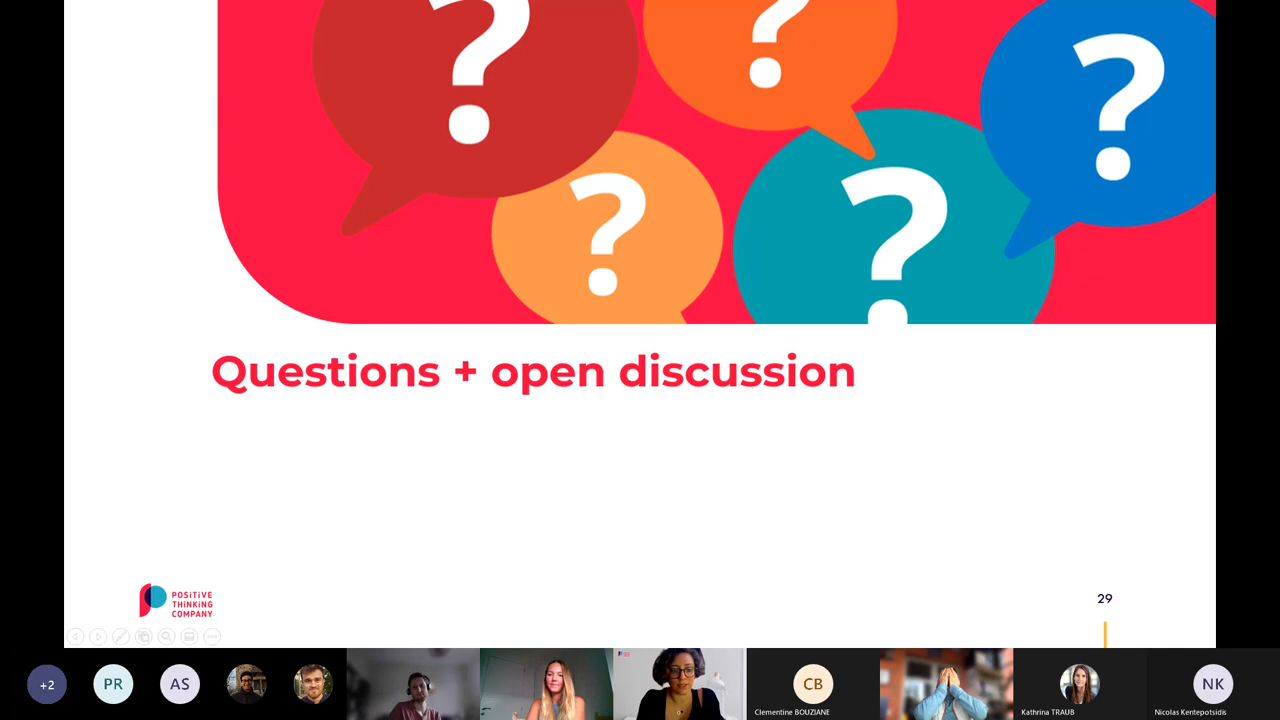 ?
?
?
?
?
Questions + open discussion
POSITIVE
THINKING
COMPANY
29
+2
PR
AS
CB
Clementine BOUZIANE
Kathrina TRAUB
NK
Nicolas Kentepotsidis